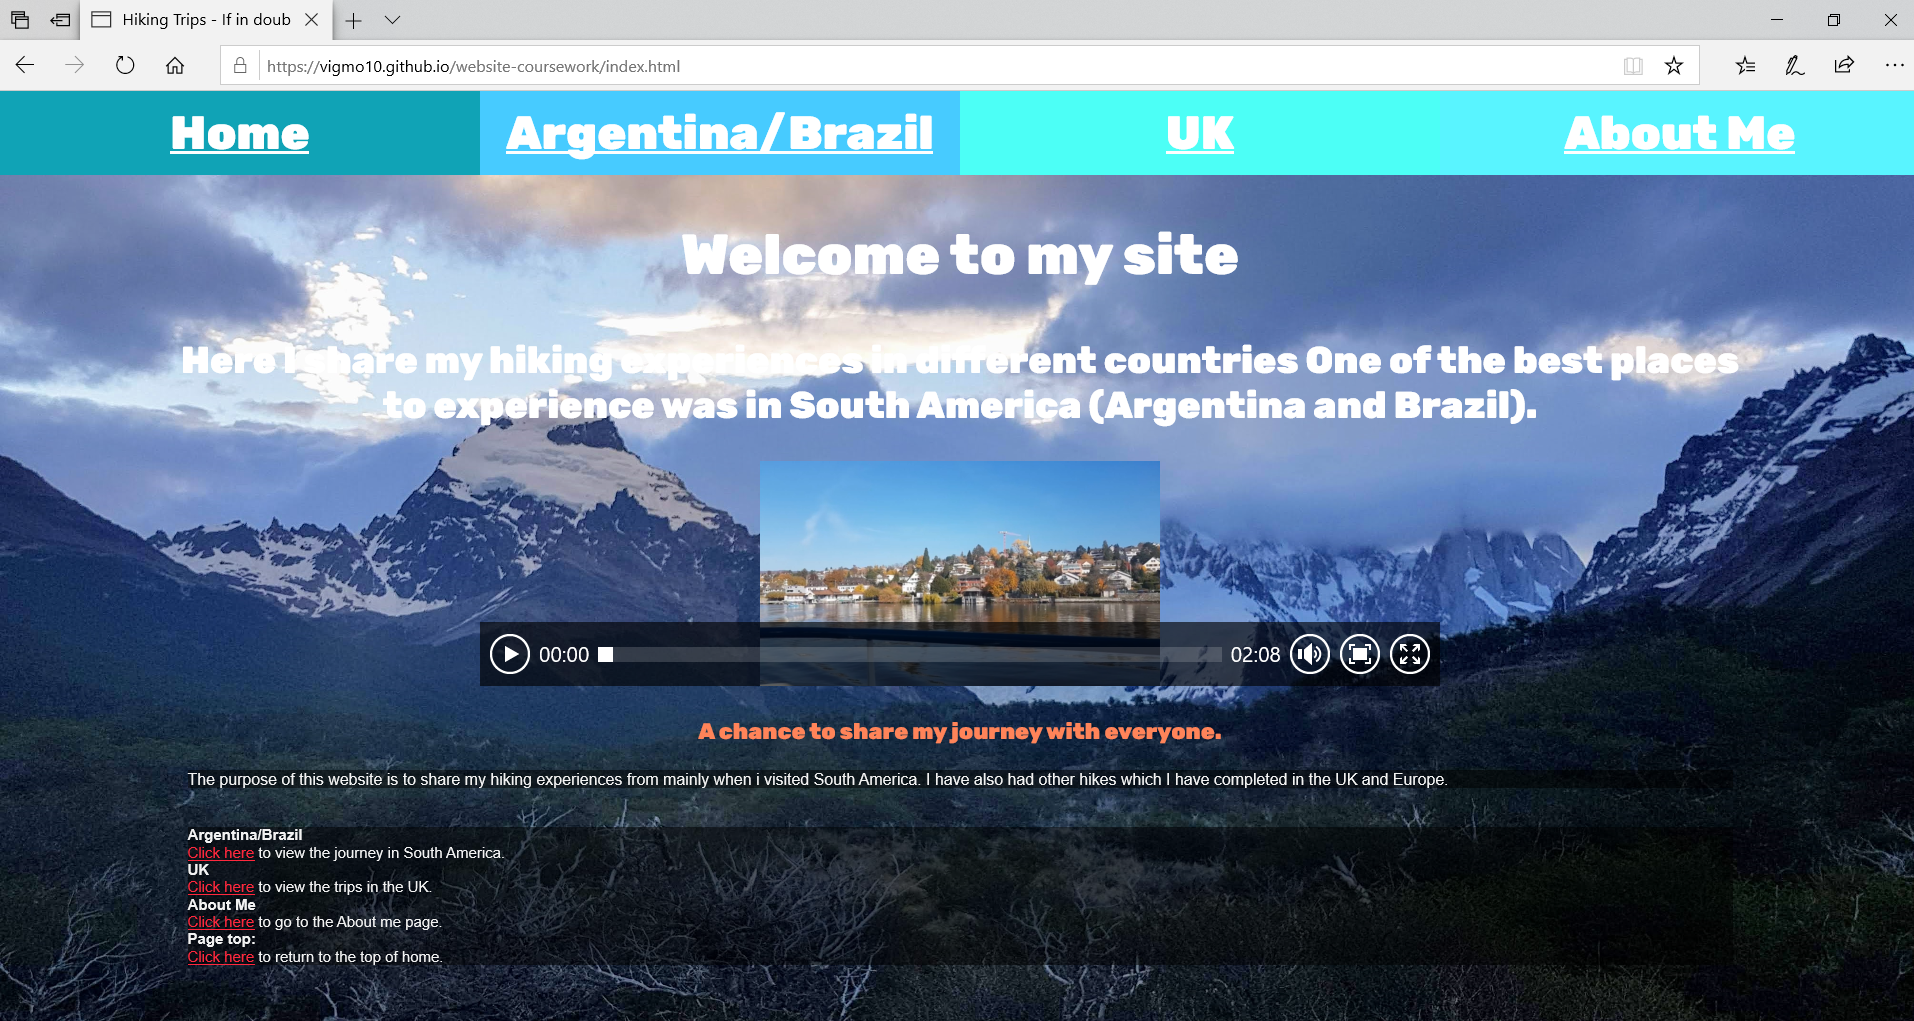 Hiking Trips - If in doub
https://vigmo10.github.io/website-coursework/index.html
Home
Argentina/Brazil
UK
About Me
Welcome to my site
Here I share my hiking experiences in different countries One of the best places
to experience was in South America (Argentina and Brazil).
00:00
02:08
A chance to share my journey with everyone.
The purpose of this website is to share my hiking experiences from mainly when i visited South America. I have also had other hikes which I have completed in the UK and Europe.
Argentina/Brazil
Click here to view the journey in South America.
UK
Click here to view the trips in the UK.
About Me
Click here to go to the About me page.
Page top:
Click here to return to the top of home.